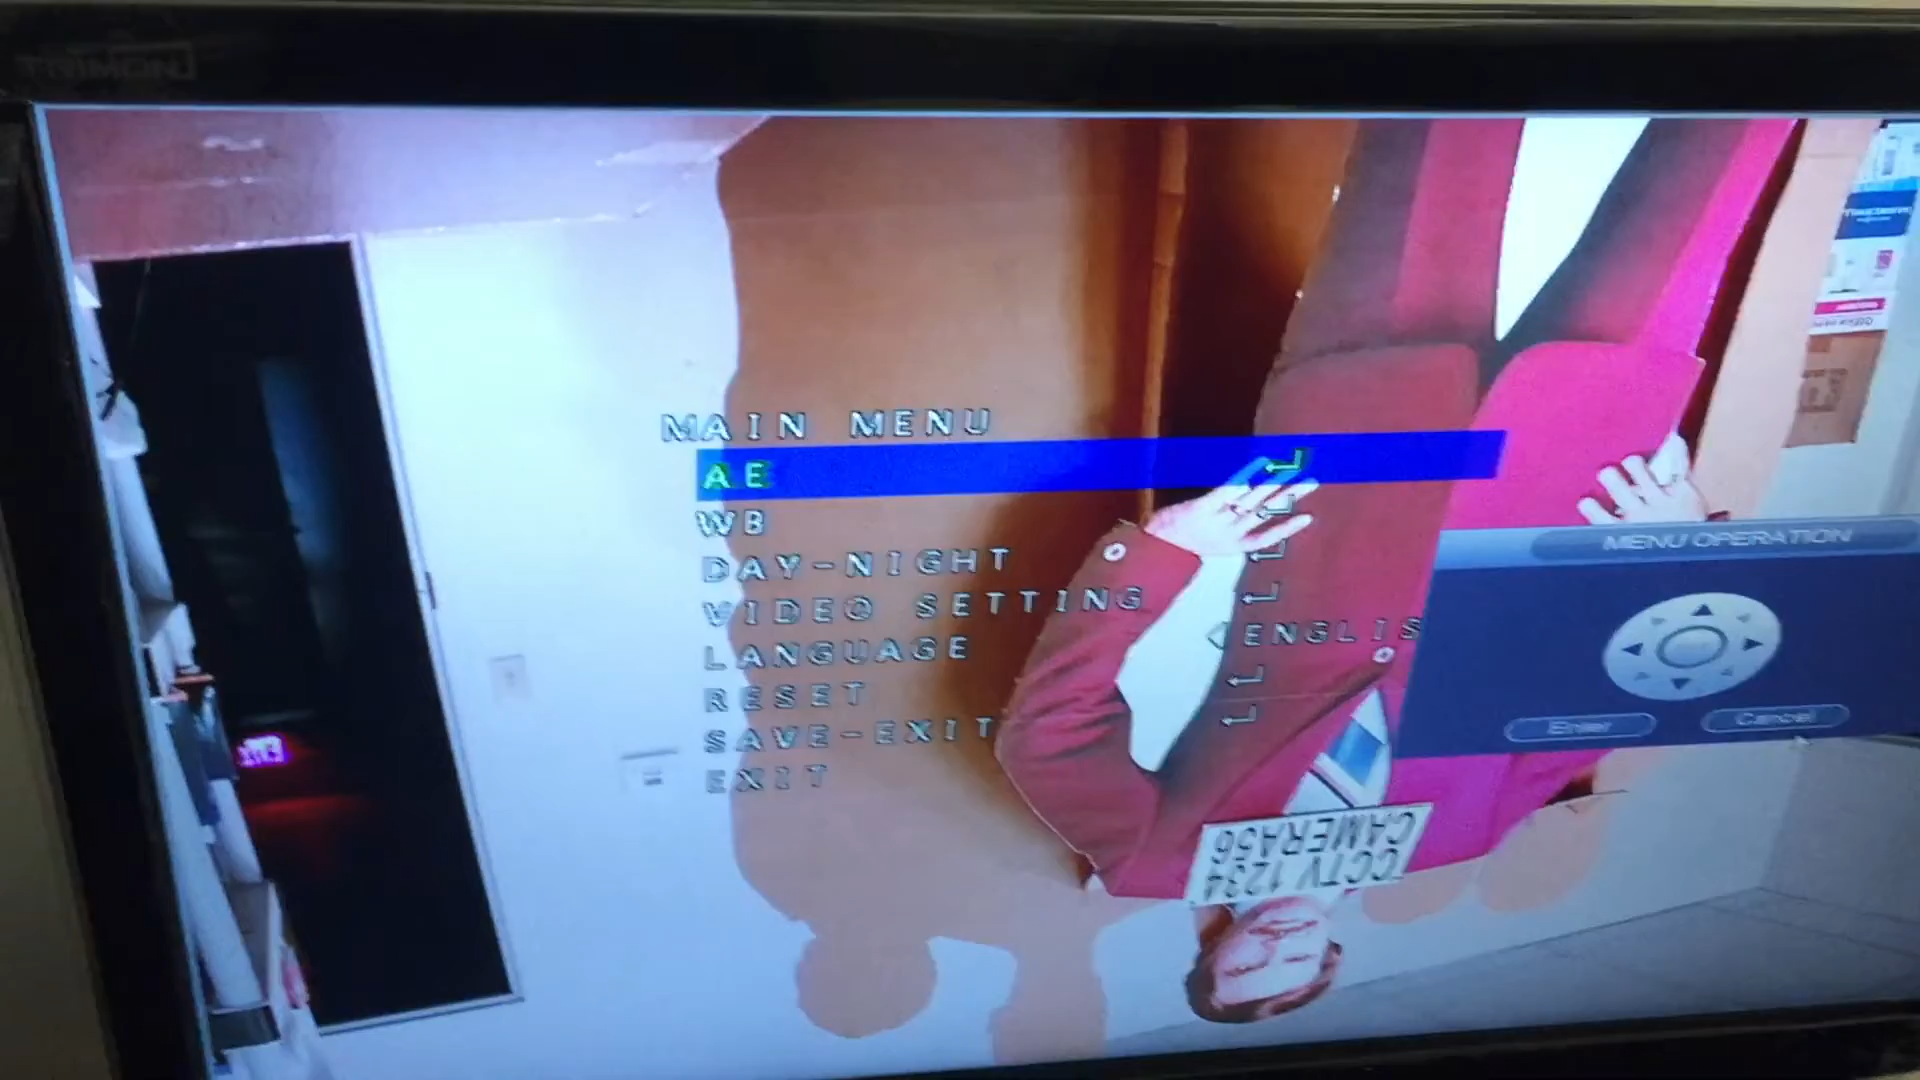 MAIN MENU
AE
WB
DAY-NIGHT
VIDEO SETTING
LANGUAGE ENGLIS
RESET
SAVE-EXIT
EXIT
MENU OPERATION
Enter
Cancel
CCTV 1234
CAMERA56